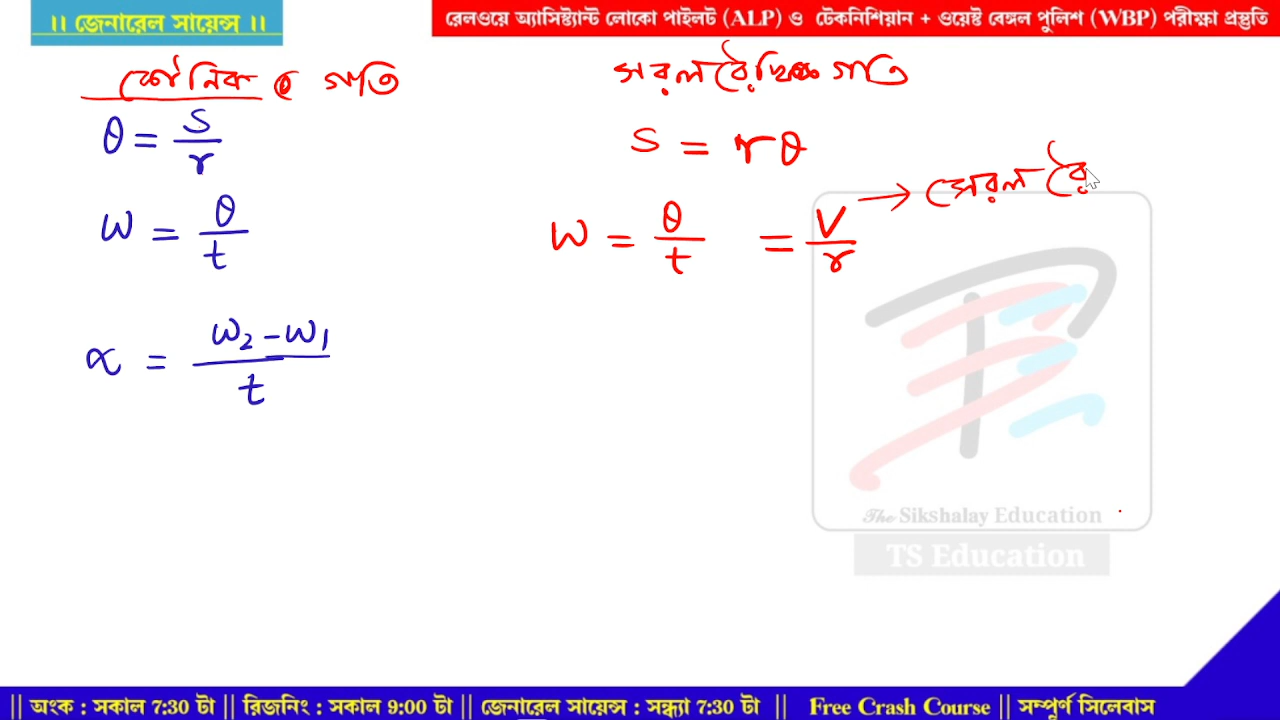 ।। জেনারেল সায়েন্স ।।
রেলওয়ে অ্যাসিস্ট্যান্ট লোকো পাইলট (ALP) ও টেকনিশিয়ান + ওয়েস্ট বেঙ্গল পুলিশ (WBP) পরীক্ষা প্রস্তুতি
কৌনিক গতি
θ = s/r
ω = θ/t
α = ω₂ - ω₁/t
সরলরৈখিক গতি
S = rθ
ω = θ/t = v/r → সরল রৈ
The Sikshalay Education
TS Education
|| অংক : সকাল 7:30 টা || রিজনিং : সকাল 9:00 টা || জেনারেল সায়েন্স : সন্ধ্যা 7:30 টা || Free Crash Course || সম্পূর্ণ সিলেবাস